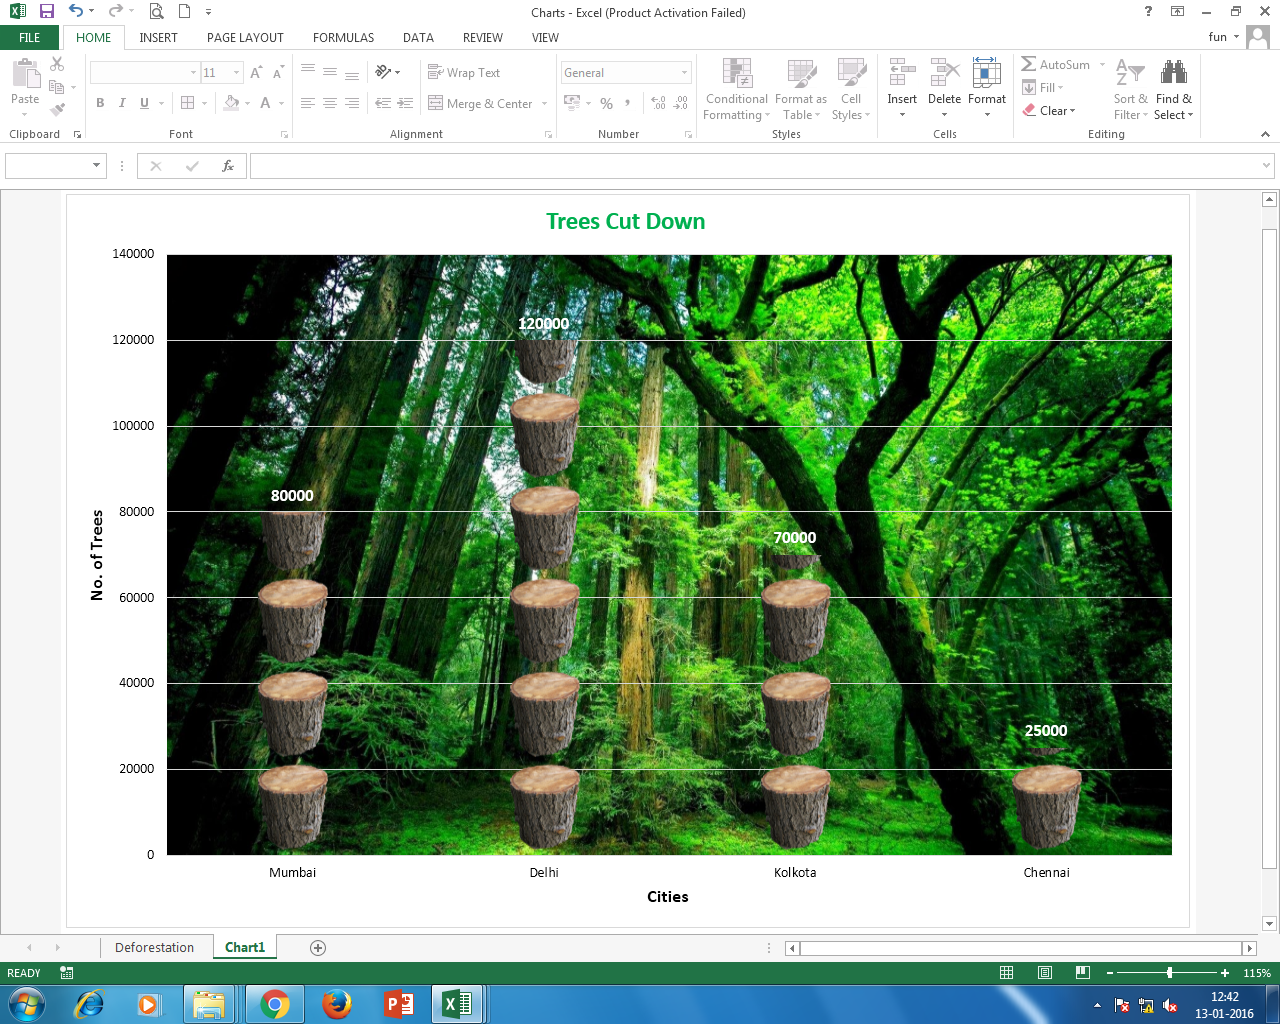 Charts - Excel (Product Activation Failed)
FILE HOME INSERT PAGE LAYOUT FORMULAS DATA REVIEW VIEW fun
Paste
Clipboard
11
B I U A
Font
Wrap Text
Merge & Center
Alignment
General
%
Number
Conditional Formatting
Format as Table
Cell Styles
Styles
Insert Delete Format
Cells
AutoSum
Fill
Clear
Sort & Filter
Find & Select
Editing
fx
Trees Cut Down
140000
120000
100000
80000
60000
40000
20000
0
No. of Trees
80000
120000
70000
25000
Mumbai Delhi Kolkota Chennai
Cities
Deforestation Chart1
READY 115%
12:42
13-01-2016